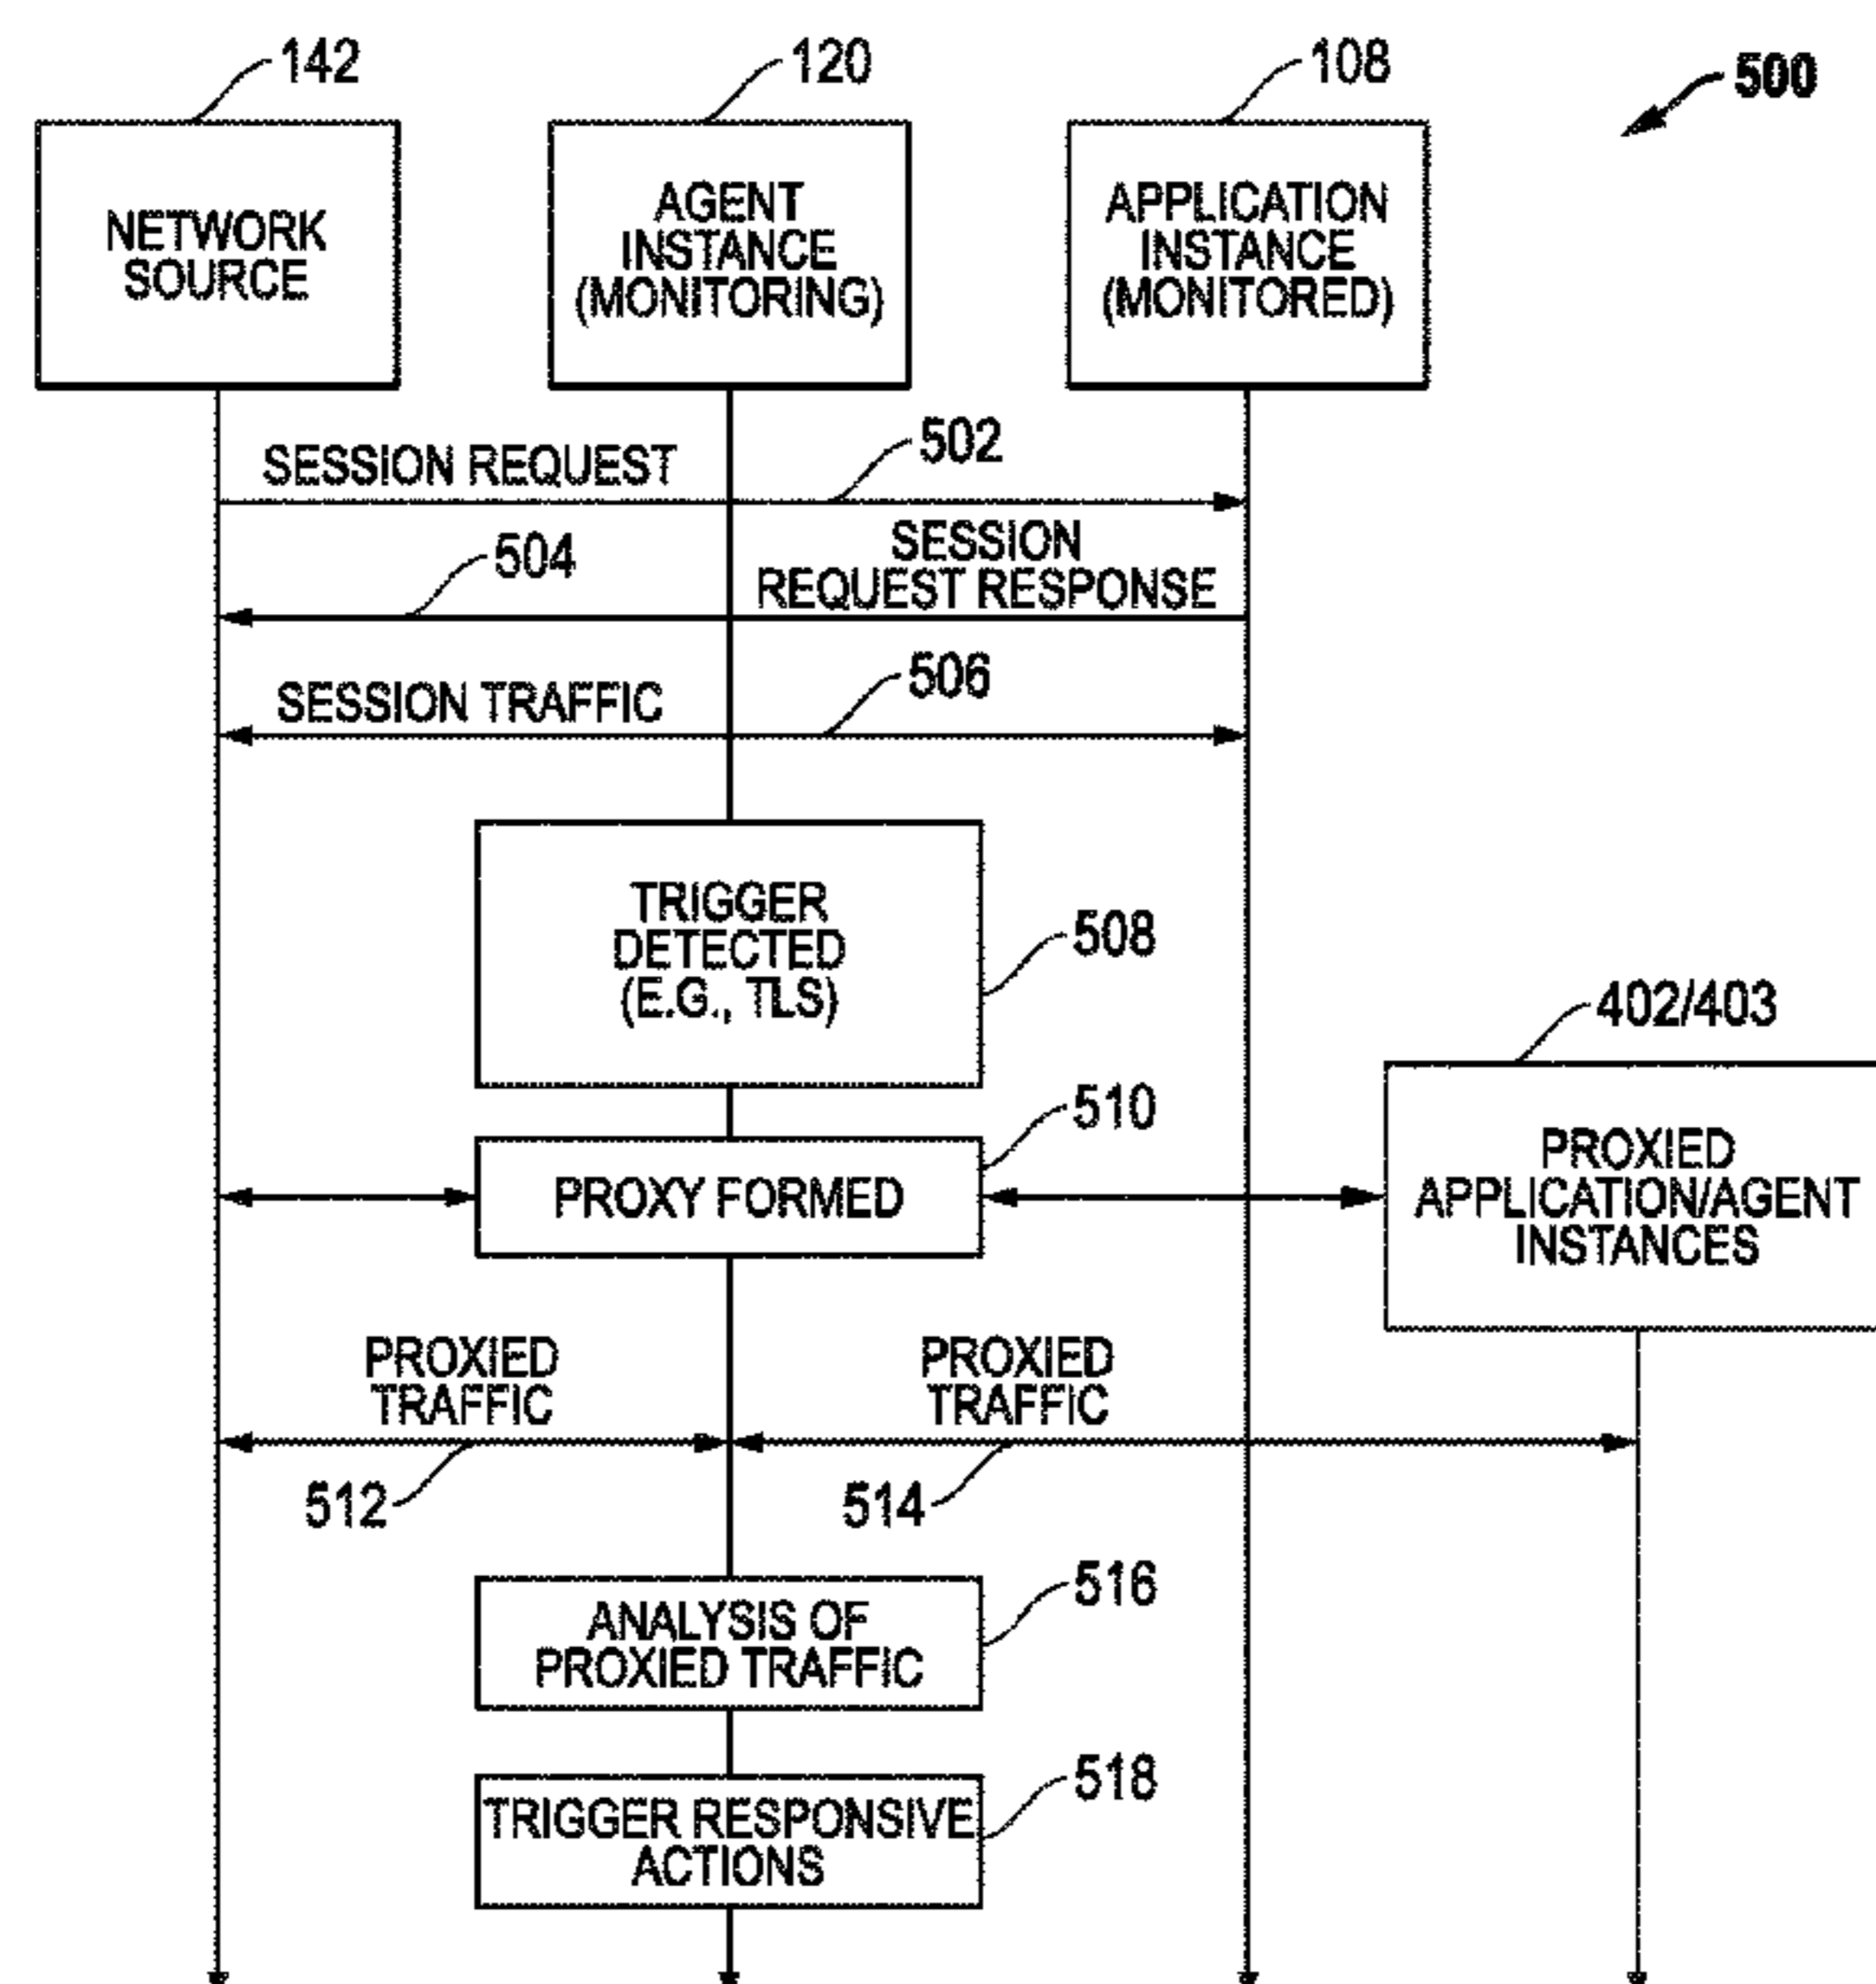 142
120
108
500
NETWORK
SOURCE
AGENT
INSTANCE
(MONITORING)
APPLICATION
INSTANCE
(MONITORED)
SESSION REQUEST
502
504
SESSION
REQUEST RESPONSE
SESSION TRAFFIC
506
TRIGGER
DETECTED
(E.G., TLS)
508
402/403
510
PROXY FORMED
PROXIED
APPLICATION/AGENT
INSTANCES
PROXIED
TRAFFIC
PROXIED
TRAFFIC
512
514
ANALYSIS OF
PROXIED TRAFFIC
516
TRIGGER RESPONSIVE
ACTIONS
518